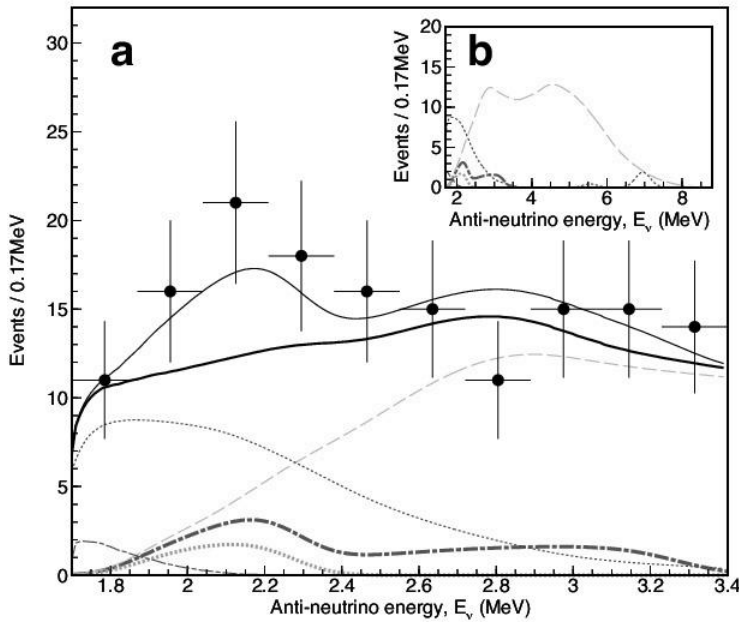 a
Events / 0.17MeV
30
25
20
15
10
5
0
1.8 2 2.2 2.4 2.6 2.8 3 3.2 3.4
Anti-neutrino energy, Eν (MeV)
b
Events / 0.17MeV
20
15
10
5
0
2 4 6 8
Anti-neutrino energy, Eν (MeV)